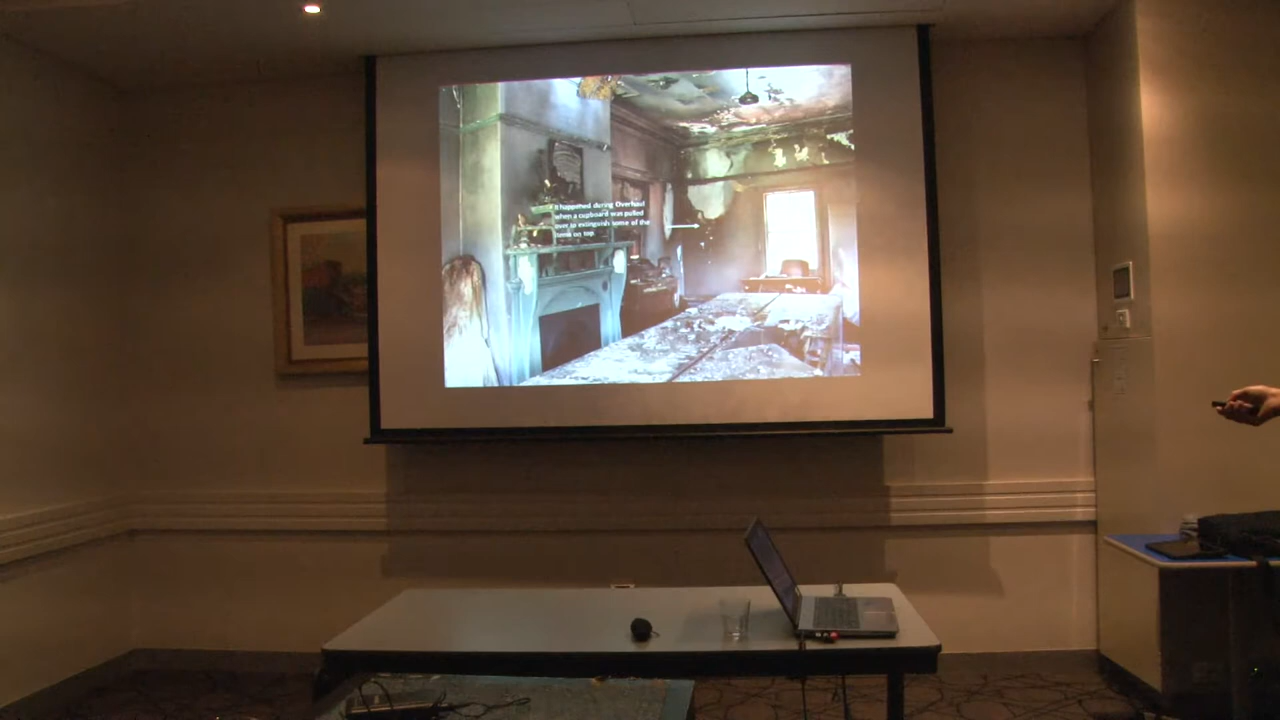 It happened during Overhaul
when a cupboard was pulled
over to extinguish some of the
items on top.